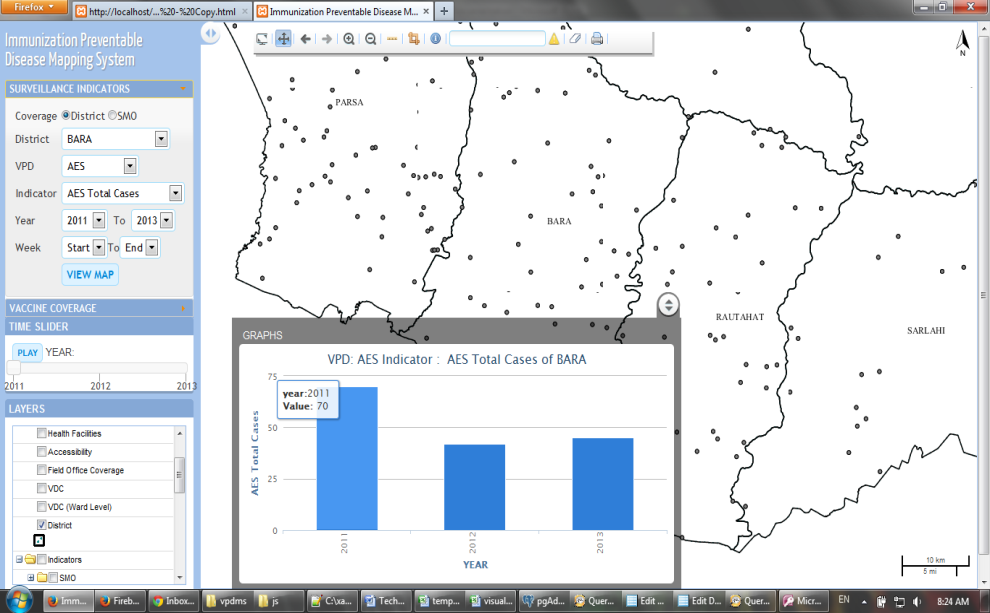 Firefox
http://localhost/...%20-%20Copy.html
Immunization Preventable Disease M...
Immunization Preventable
Disease Mapping System
SURVEILLANCE INDICATORS
Coverage District SMO
District BARA
VPD AES
Indicator AES Total Cases
Year 2011 To 2013
Week Start To End
VIEW MAP
VACCINE COVERAGE
TIME SLIDER
PLAY YEAR:
2011 2012 2013
LAYERS
Health Facilities
Accessibility
Field Office Coverage
VDC
VDC (Ward Level)
District
Indicators
SMO
N
PARSA
BARA
RAUTAHAT
SARLAHI
10 km
5 mi
GRAPHS
VPD: AES Indicator : AES Total Cases of BARA
AES Total Cases
75
50
25
0
year:2011
Value: 70
2011
2012
2013
YEAR
Imm... Fireb... Inbox... vpdms js C:\xa... Tech... temp... visual... pgAd... Quer... Edit ... Edit D... Quer... Micr... EN 8:24 AM